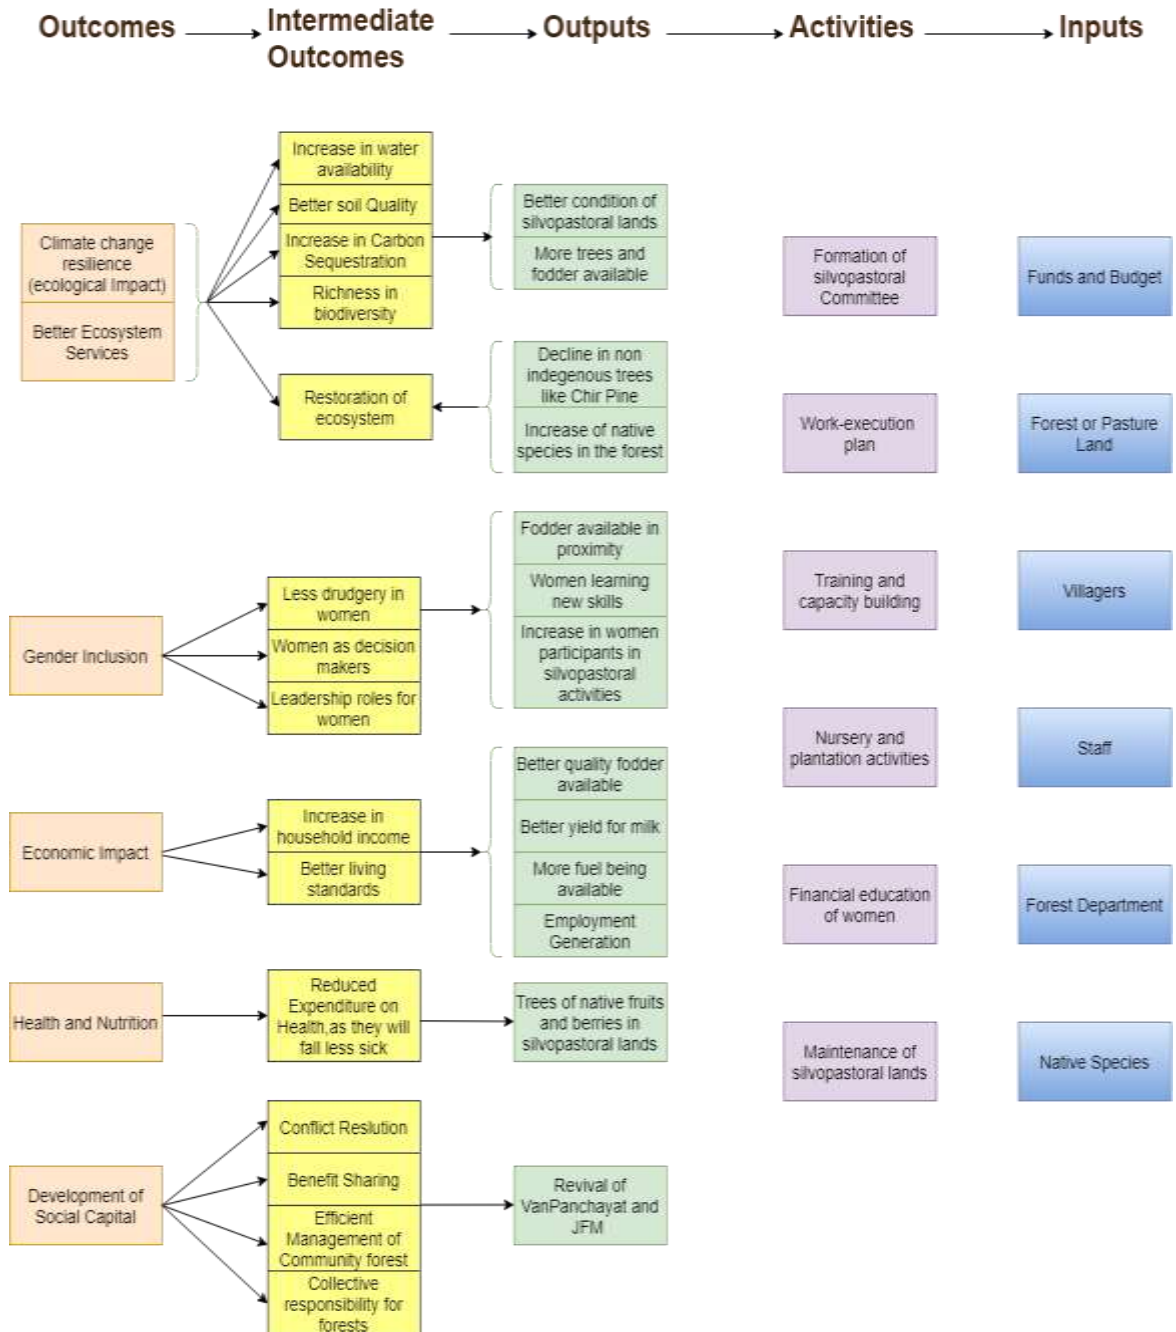 Outcomes
Intermediate
Outcomes
Outputs
Activities
Inputs
Climate change
resilience
(ecological Impact)
Better Ecosystem
Services
Increase in water
availability
Better soil Quality
Increase in Carbon
Sequestration
Richness in
biodiversity
Restoration of
ecosystem
Better condition of
silvopastoral lands
More trees and
fodder available
Decline in non
indegenous trees
like Chir Pine
Increase of native
species in the forest
Gender Inclusion
Less drudgery in
women
Women as decision
makers
Leadership roles for
women
Fodder available in
proximity
Women learning
new skills
Increase in women
participants in
silvopastoral
activities
Economic Impact
Increase in
household income
Better living
standards
Better quality fodder
available
Better yield for milk
More fuel being
available
Employment
Generation
Health and Nutrition
Reduced
Expenditure on
Health,as they will
fall less sick
Trees of native fruits
and berries in
silvopastoral lands
Development of
Social Capital
Conflict Reslution
Benefit Sharing
Efficient
Management of
Community forest
Collective
responsibility for
forests
Revival of
VanPanchayat and
JFM
Formation of
silvopastoral
Committee
Work-execution
plan
Training and
capacity building
Nursery and
plantation activities
Financial education
of women
Maintenance of
silvopastoral lands
Funds and Budget
Forest or Pasture
Land
Villagers
Staff
Forest Department
Native Species